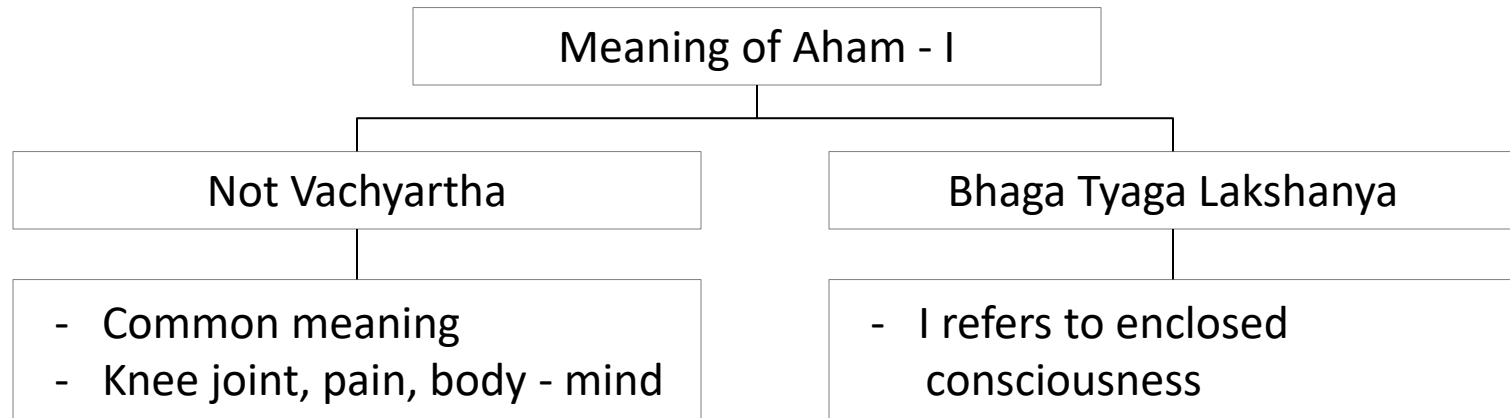 Meaning of Aham - I
Not Vachyartha
Bhaga Tyaga Lakshanya
- Common meaning
- Knee joint, pain, body - mind
- I refers to enclosed
consciousness